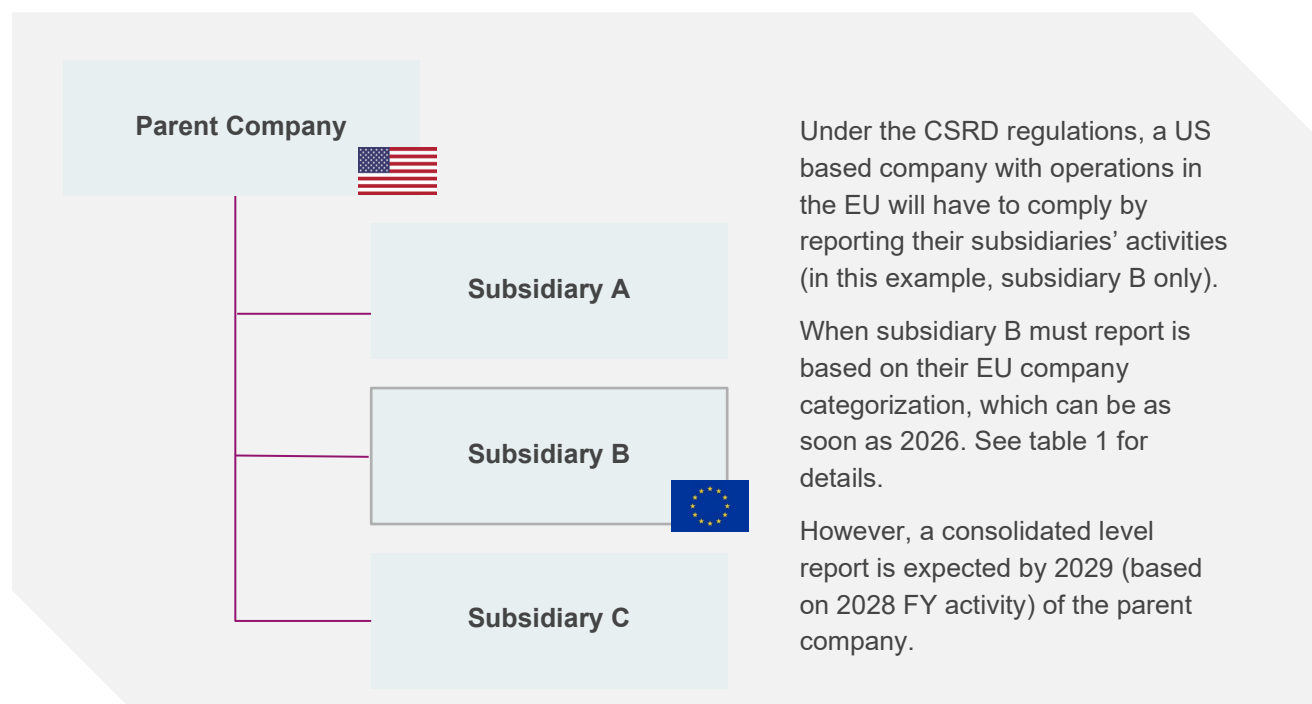 Parent Company
Subsidiary A
Subsidiary B
Subsidiary C
Under the CSRD regulations, a US
based company with operations in
the EU will have to comply by
reporting their subsidiaries’ activities
(in this example, subsidiary B only).
When subsidiary B must report is
based on their EU company
categorization, which can be as
soon as 2026. See table 1 for
details.
However, a consolidated level
report is expected by 2029 (based
on 2028 FY activity) of the parent
company.